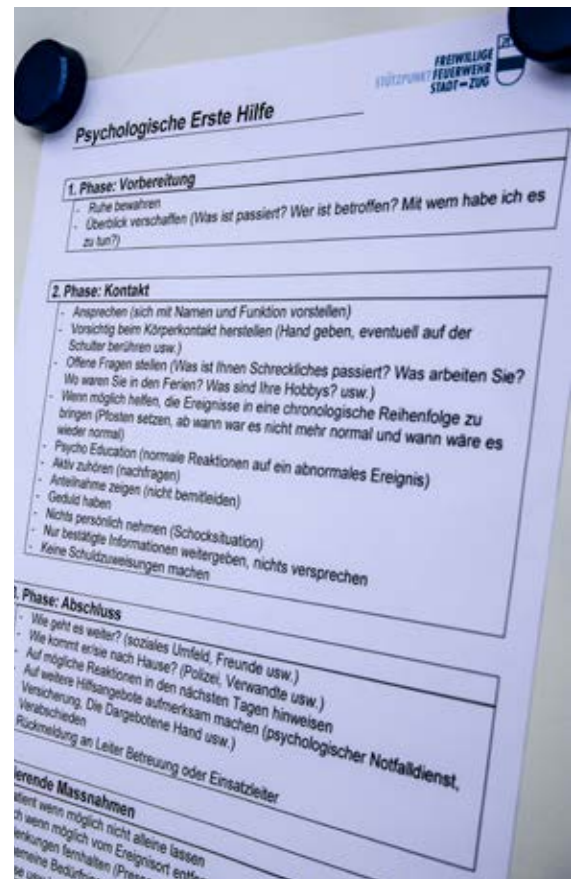 FREIWILLIGE
STÜTZPUNKT FEUERWEHR
STADT–ZUG
Psychologische Erste Hilfe
1. Phase: Vorbereitung
- Ruhe bewahren
- Überblick verschaffen (Was ist passiert? Wer ist betroffen? Mit wem habe ich es
zu tun?)
2. Phase: Kontakt
- Ansprechen (sich mit Namen und Funktion vorstellen)
- Vorsichtig beim Körperkontakt herstellen (Hand geben, eventuell auf der
Schulter berühren usw.)
- Offene Fragen stellen (Was ist Ihnen Schreckliches passiert? Was arbeiten Sie?
Wo waren Sie in den Ferien? Was sind Ihre Hobbys? usw.)
- Wenn möglich helfen, die Ereignisse in eine chronologische Reihenfolge zu
bringen (Pfosten setzen, ab wann war es nicht mehr normal und wann wäre es
wieder normal)
- Psycho Education (normale Reaktionen auf ein abnormales Ereignis)
- Aktiv zuhören (nachfragen)
- Anteilnahme zeigen (nicht bemitleiden)
- Geduld haben
- Nichts persönlich nehmen (Schocksituation)
- Nur bestätigte Informationen weitergeben, nichts versprechen
- Keine Schuldzuweisungen machen
. Phase: Abschluss
- Wie geht es weiter? (soziales Umfeld, Freunde usw.)
- Wie kommt er/sie nach Hause? (Polizei, Verwandte usw.)
- Auf mögliche Reaktionen in den nächsten Tagen hinweisen
Auf weitere Hilfsangebote aufmerksam machen (psychologischer Notfalldienst,
Versicherung, Die Dargebotene Hand usw.)
Verabschieden
Rückmeldung an Leiter Betreuung oder Einsatzleiter
ierende Massnahmen
atient wenn möglich nicht alleine lassen
ch wenn möglich vom Ereignisort entfe
enkungen fernhalten (Presse
emeine Bedürfni